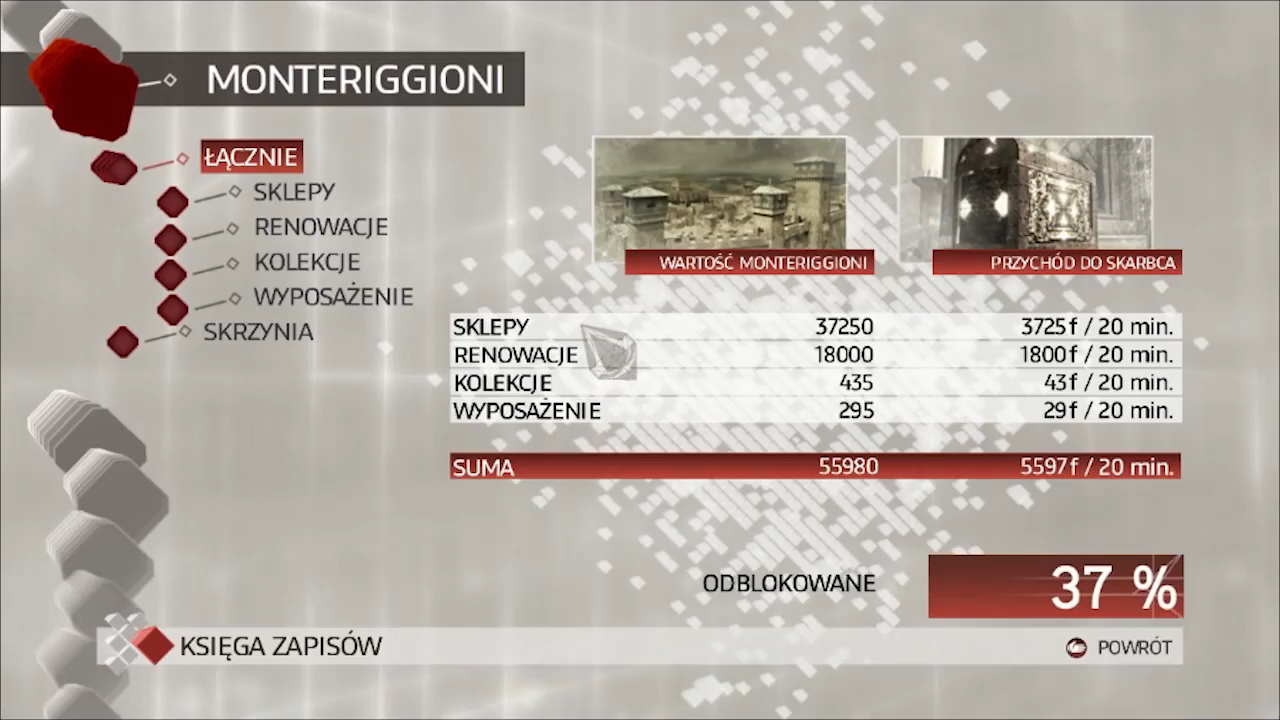 MONTERIGGIONI
ŁĄCZNIE
SKLEPY
RENOWACJE
KOLEKCJE
WYPOSAŻENIE
SKRZYNIA
WARTOŚĆ MONTERIGGIONI
PRZYCHÓD DO SKARBCA
SKLEPY 37250 3725f / 20 min.
RENOWACJE 18000 1800f / 20 min.
KOLEKCJE 435 43f / 20 min.
WYPOSAŻENIE 295 29f / 20 min.
SUMA 55980 5597f / 20 min.
ODBLOKOWANE 37 %
KSIĘGA ZAPISÓW
POWRÓT